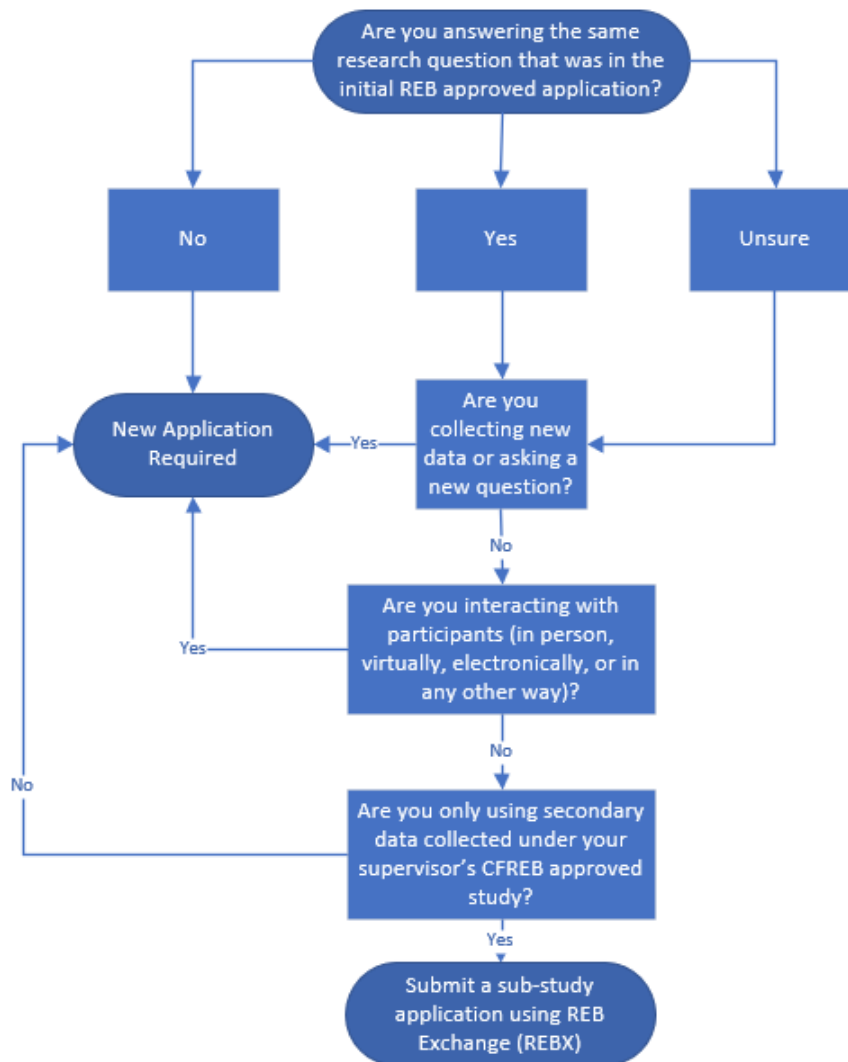 Are you answering the same
research question that was in the
initial REB approved application?
No
Yes
Unsure
New Application
Required
Yes
Are you
collecting new
data or asking a
new question?
No
Are you interacting with
participants (in person,
virtually, electronically, or in
any other way)?
Yes
No
No
Are you only using secondary
data collected under your
supervisor’s CFREB approved
study?
Yes
Submit a sub-study
application using REB
Exchange (REBX)